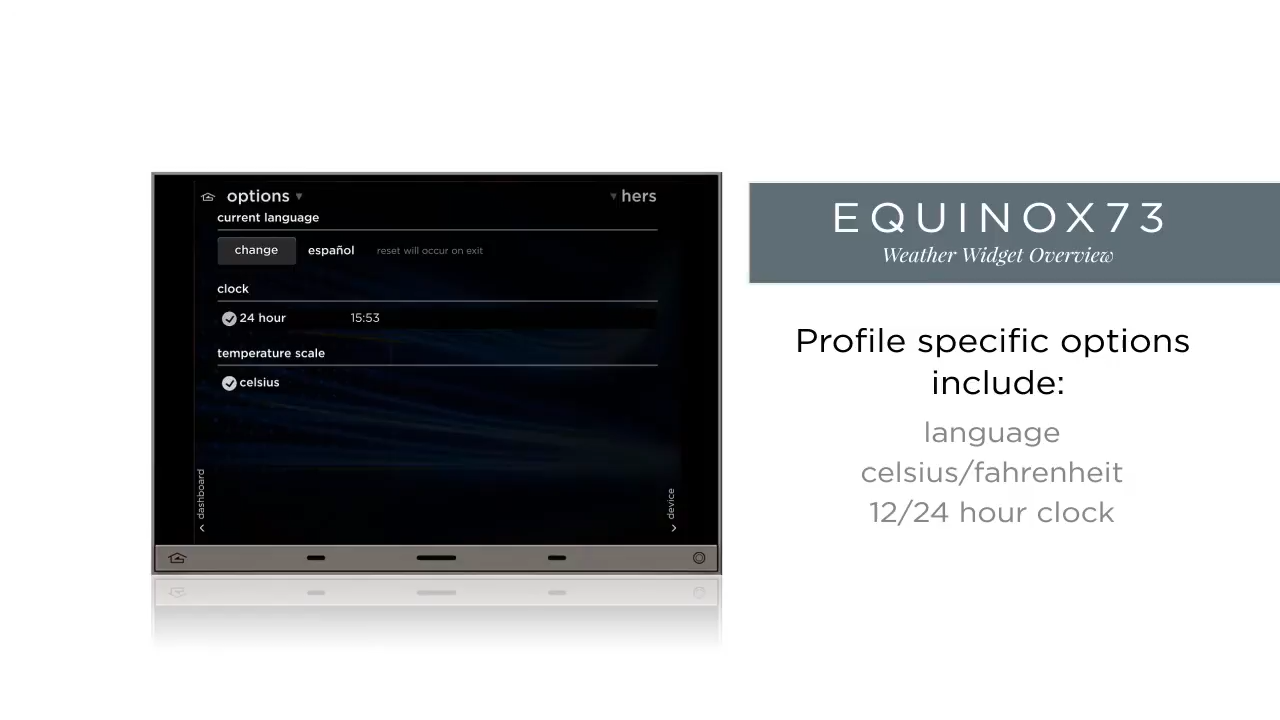 options
hers
current language
change español reset will occur on exit
clock
24 hour 15:53
temperature scale
celsius
dashboard
device
EQUINOX73
Weather Widget Overview
Profile specific options
include:
language
celsius/fahrenheit
12/24 hour clock